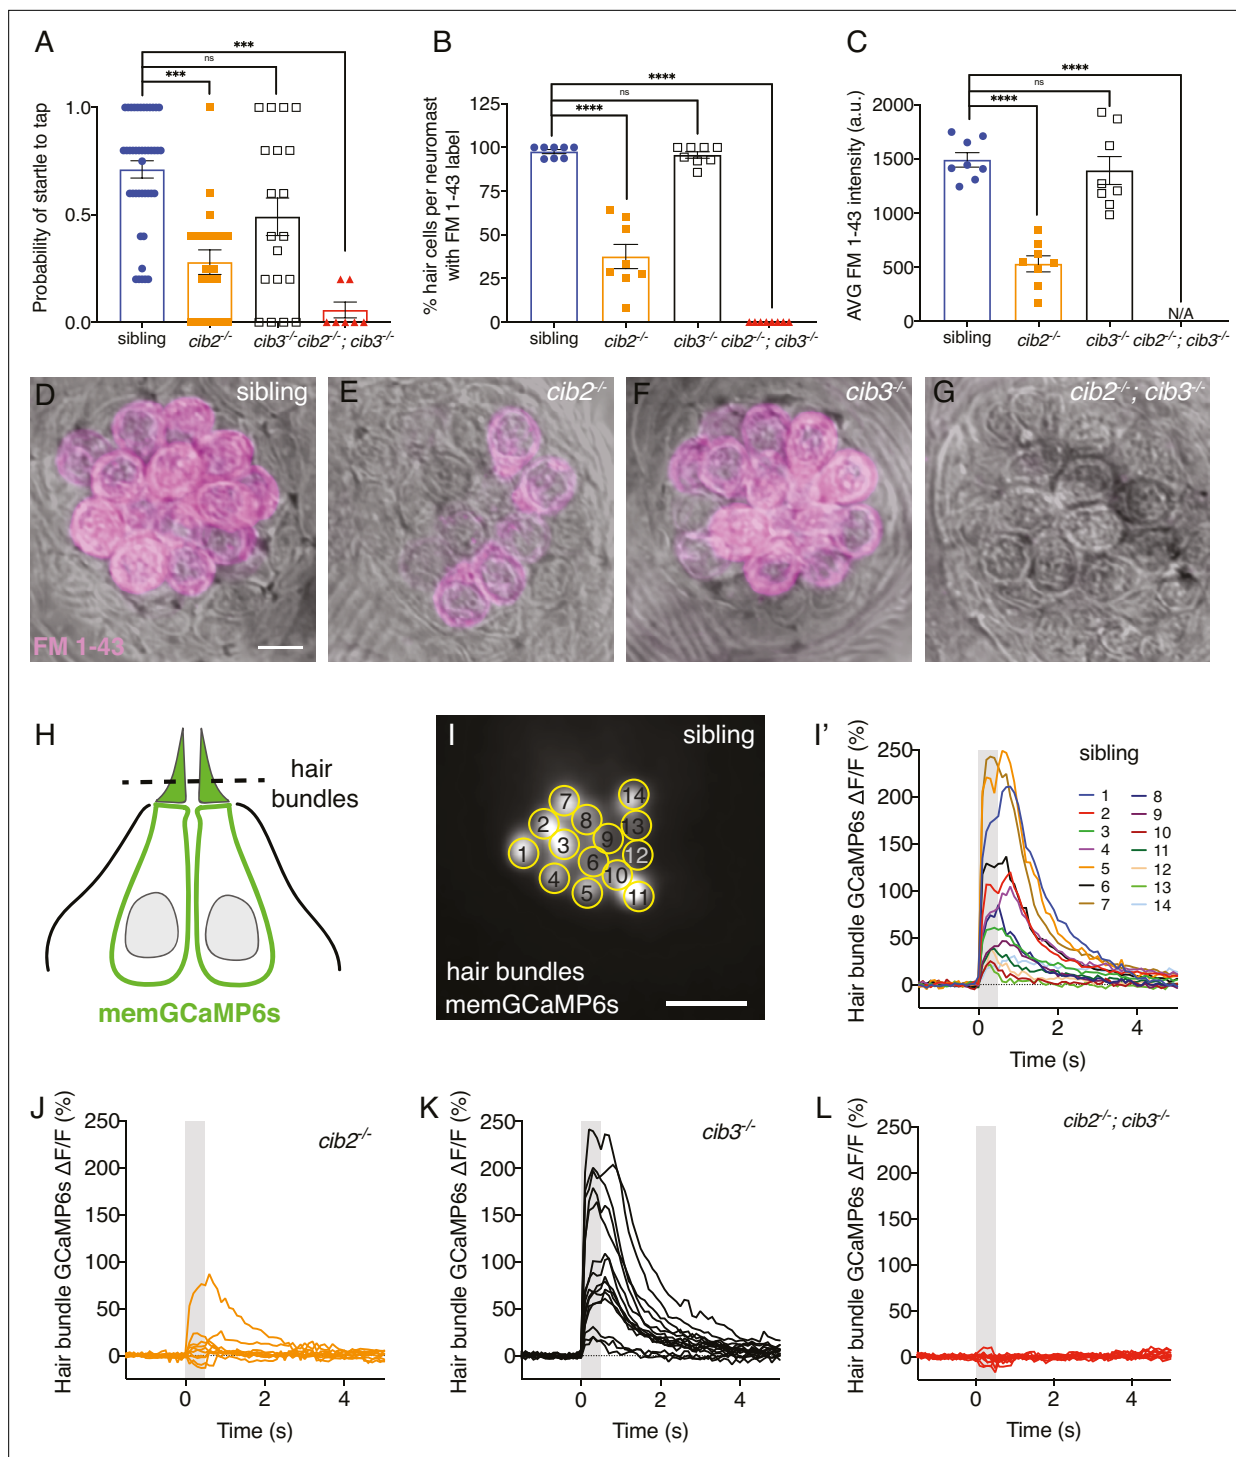 A
Probability of startle to tap
1.0
0.5
0.0
***
ns
***
sibling
cib2-/-
cib3-/-
cib2-/-; cib3-/-
B
% hair cells per neuromast
with FM 1-43 label
125
100
75
50
25
0
****
ns
****
sibling
cib2-/-
cib3-/-
cib2-/-; cib3-/-
C
AVG FM 1-43 intensity (a.u.)
2000
1500
1000
500
0
****
ns
****
N/A
sibling
cib2-/-
cib3-/-
cib2-/-; cib3-/-
D
sibling
FM 1-43
E
cib2-/-
F
cib3-/-
G
cib2-/-; cib3-/-
H
hair
bundles
memGCaMP6s
I
sibling
7
14
2
8
13
1
3
9
12
6
4
10
5
11
hair bundles
memGCaMP6s
I’
Hair bundle GCaMP6s ΔF/F (%)
250
200
150
100
50
0
sibling
1
2
3
4
5
6
7
8
9
10
11
12
13
14
0
2
4
Time (s)
J
Hair bundle GCaMP6s ΔF/F (%)
250
200
150
100
50
0
cib2-/-
0
2
4
Time (s)
K
Hair bundle GCaMP6s ΔF/F (%)
250
200
150
100
50
0
cib3-/-
0
2
4
Time (s)
L
Hair bundle GCaMP6s ΔF/F (%)
250
200
150
100
50
0
cib2-/-; cib3-/-
0
2
4
Time (s)